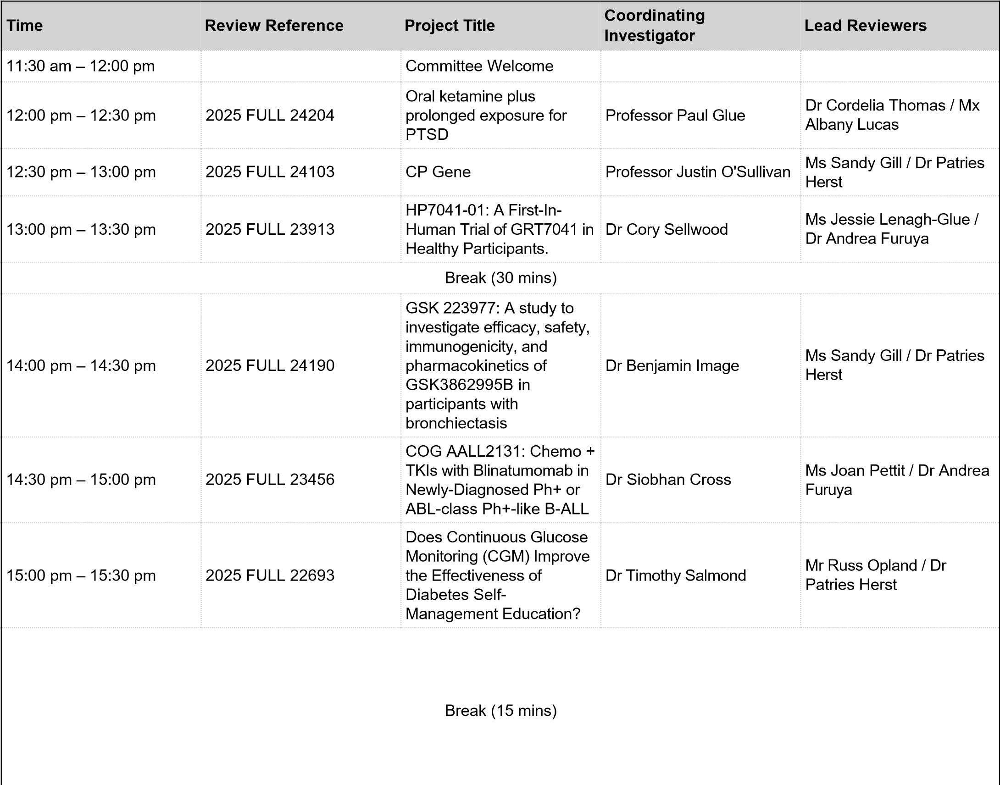 Time
Review Reference
Project Title
Coordinating
Investigator
Lead Reviewers
11:30 am – 12:00 pm
Committee Welcome
12:00 pm – 12:30 pm
2025 FULL 24204
Oral ketamine plus
prolonged exposure for
PTSD
Professor Paul Glue
Dr Cordelia Thomas / Mx
Albany Lucas
12:30 pm – 13:00 pm
2025 FULL 24103
CP Gene
Professor Justin O'Sullivan
Ms Sandy Gill / Dr Patries
Herst
13:00 pm – 13:30 pm
2025 FULL 23913
HP7041-01: A First-In-
Human Trial of GRT7041 in
Healthy Participants.
Dr Cory Sellwood
Ms Jessie Lenagh-Glue /
Dr Andrea Furuya
Break (30 mins)
14:00 pm – 14:30 pm
2025 FULL 24190
GSK 223977: A study to
investigate efficacy, safety,
immunogenicity, and
pharmacokinetics of
GSK3862995B in
participants with
bronchiectasis
Dr Benjamin Image
Ms Sandy Gill / Dr Patries
Herst
14:30 pm – 15:00 pm
2025 FULL 23456
COG AALL2131: Chemo +
TKIs with Blinatumomab in
Newly-Diagnosed Ph+ or
ABL-class Ph+-like B-ALL
Dr Siobhan Cross
Ms Joan Pettit / Dr Andrea
Furuya
15:00 pm – 15:30 pm
2025 FULL 22693
Does Continuous Glucose
Monitoring (CGM) Improve
the Effectiveness of
Diabetes Self-
Management Education?
Dr Timothy Salmond
Mr Russ Opland / Dr
Patries Herst
Break (15 mins)